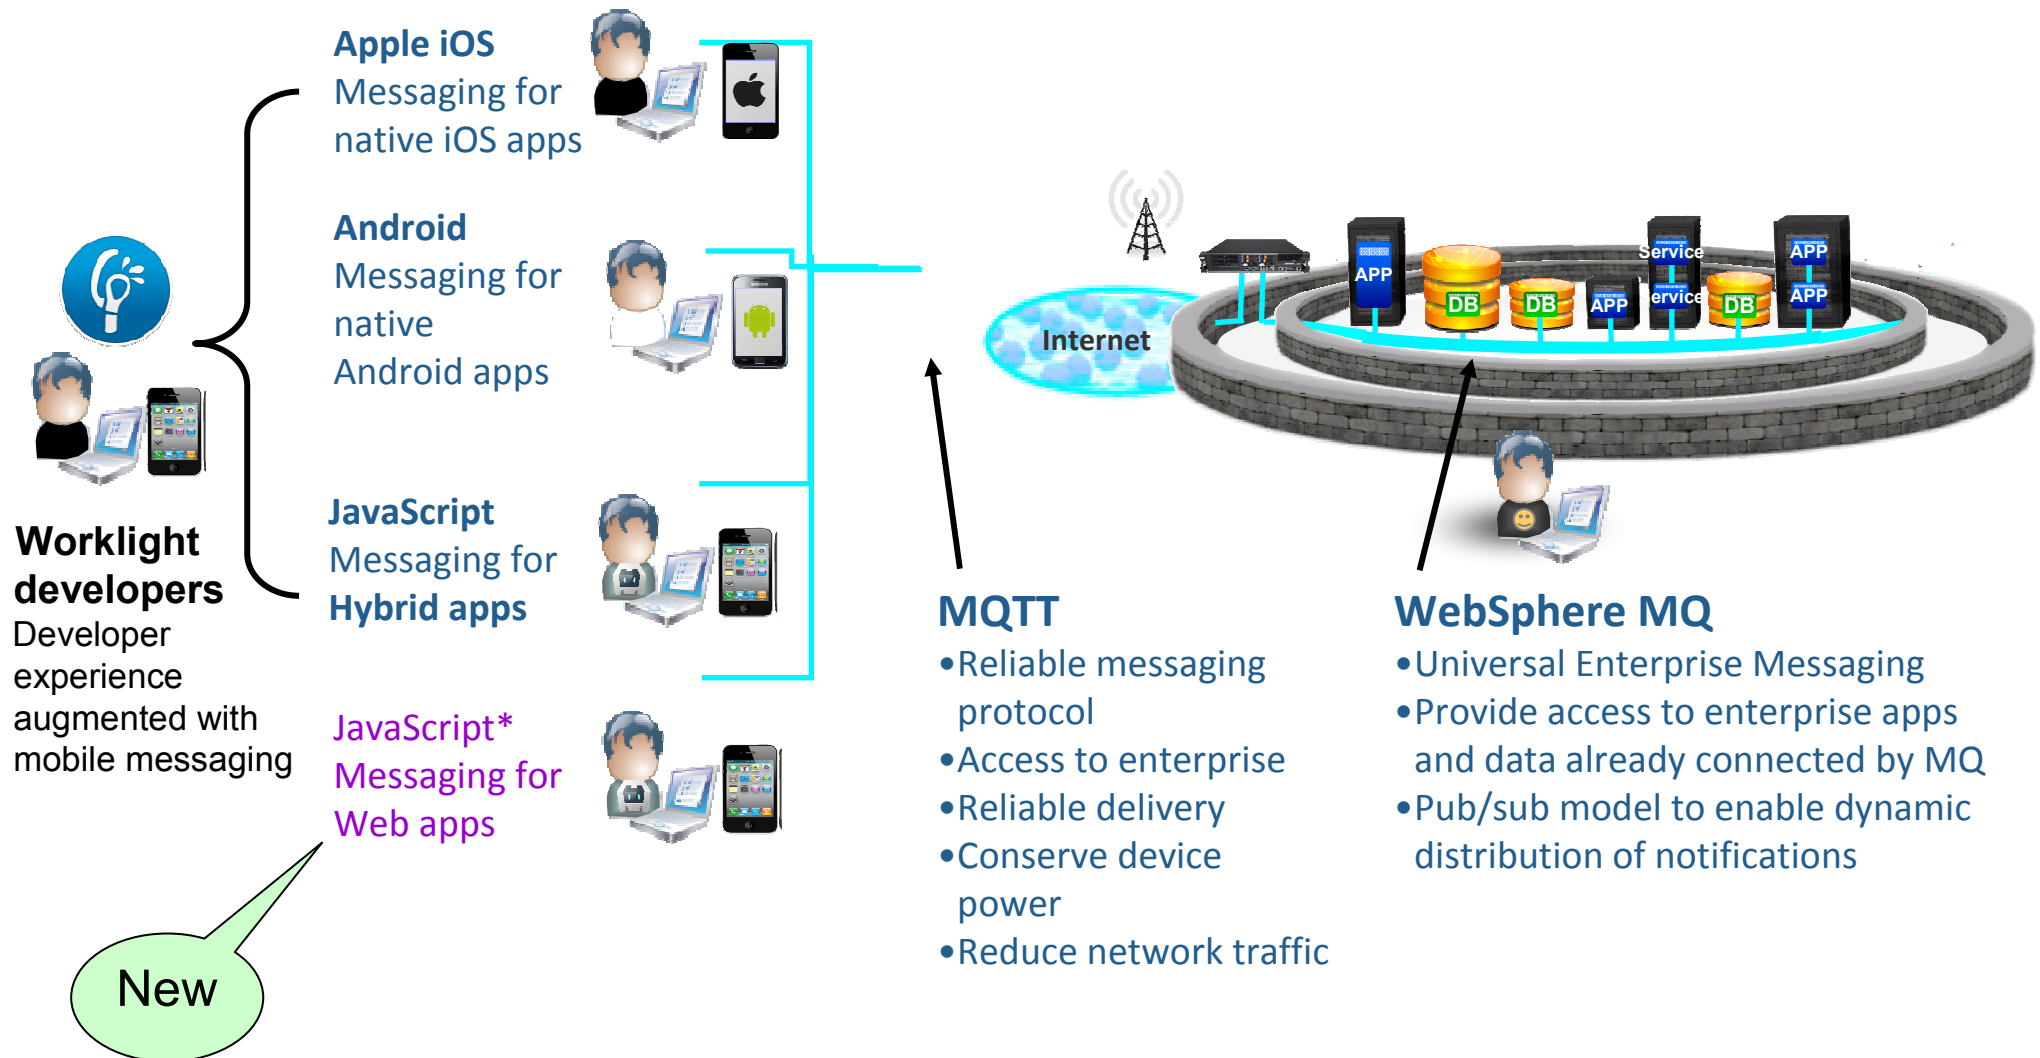 Apple iOS
Messaging for
native iOS apps
Android
Messaging for
native
Android apps
JavaScript
Messaging for
Hybrid apps
JavaScript*
Messaging for
Web apps
New
Worklight
developers
Developer
experience
augmented with
mobile messaging
Internet
APP
DB
DB
APP
Service
Service
DB
APP
APP
MQTT
•Reliable messaging
protocol
•Access to enterprise
•Reliable delivery
•Conserve device
power
•Reduce network traffic
WebSphere MQ
•Universal Enterprise Messaging
•Provide access to enterprise apps
and data already connected by MQ
•Pub/sub model to enable dynamic
distribution of notifications